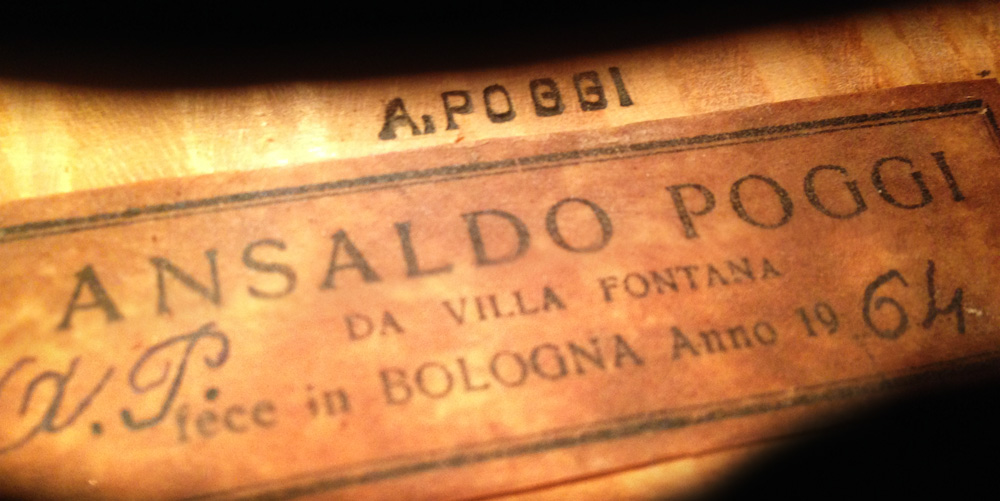 A. POGGI
ANSALDO POGGI
DA VILLA FONTANA
A. P. fece in BOLOGNA Anno 1964